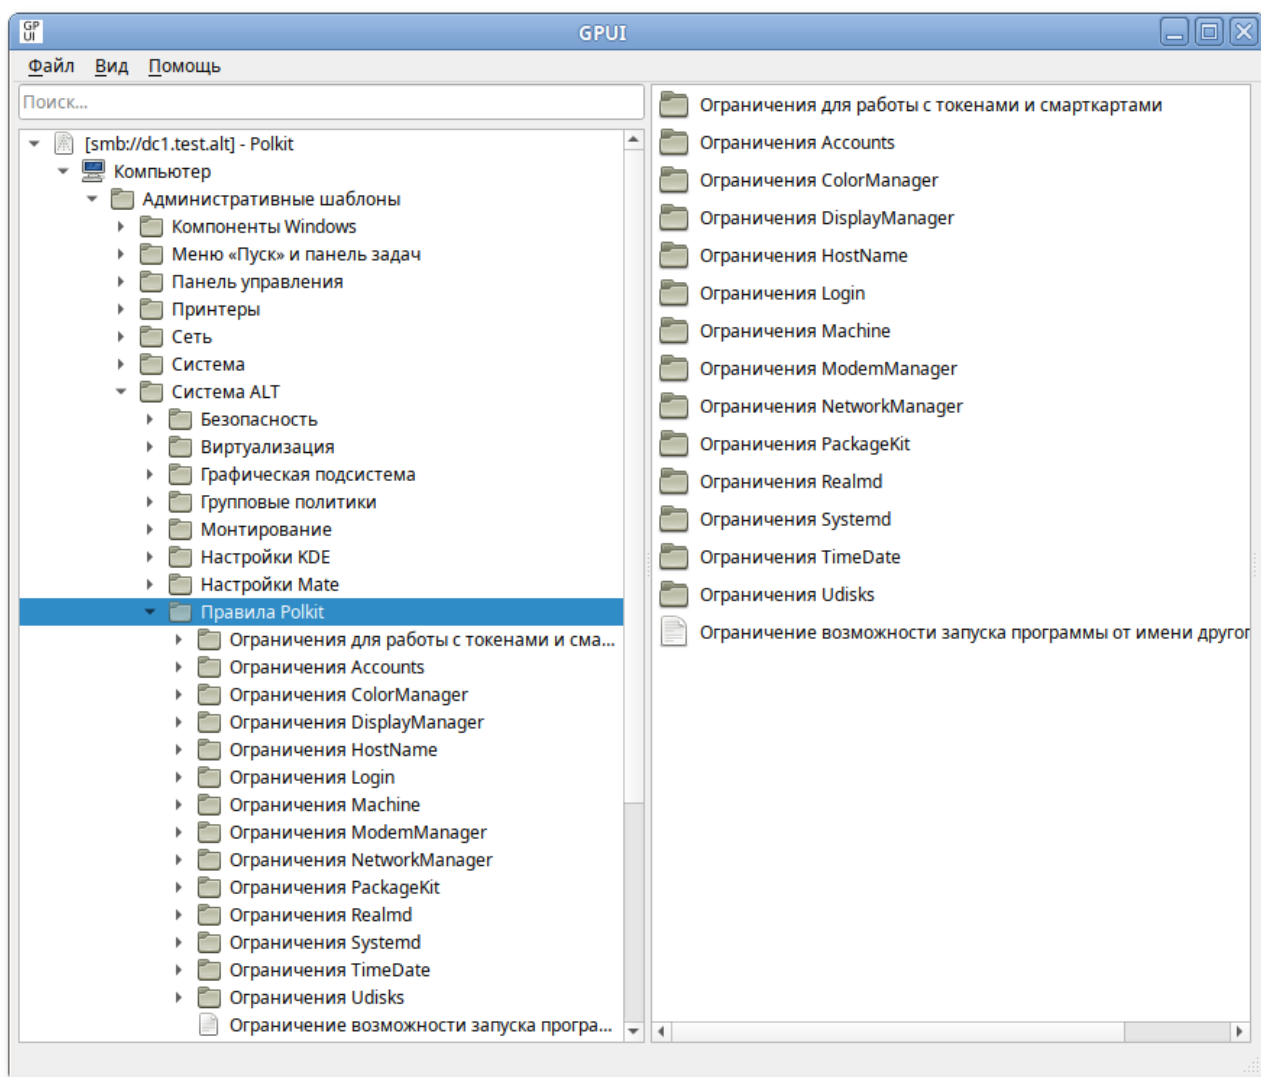 GP
UI
GPUI
Файл Вид Помощь
Поиск...
[smb://dc1.test.alt] - Polkit
Компьютер
Административные шаблоны
Компоненты Windows
Меню «Пуск» и панель задач
Панель управления
Принтеры
Сеть
Система
Система ALT
Безопасность
Виртуализация
Графическая подсистема
Групповые политики
Монтирование
Настройки KDE
Настройки Mate
Правила Polkit
Ограничения для работы с токенами и сма...
Ограничения Accounts
Ограничения ColorManager
Ограничения DisplayManager
Ограничения HostName
Ограничения Login
Ограничения Machine
Ограничения ModemManager
Ограничения NetworkManager
Ограничения PackageKit
Ограничения Realmd
Ограничения Systemd
Ограничения TimeDate
Ограничения Udisks
Ограничение возможности запуска програ...
Ограничения для работы с токенами и смарткартами
Ограничения Accounts
Ограничения ColorManager
Ограничения DisplayManager
Ограничения HostName
Ограничения Login
Ограничения Machine
Ограничения ModemManager
Ограничения NetworkManager
Ограничения PackageKit
Ограничения Realmd
Ограничения Systemd
Ограничения TimeDate
Ограничения Udisks
Ограничение возможности запуска программы от имени другог